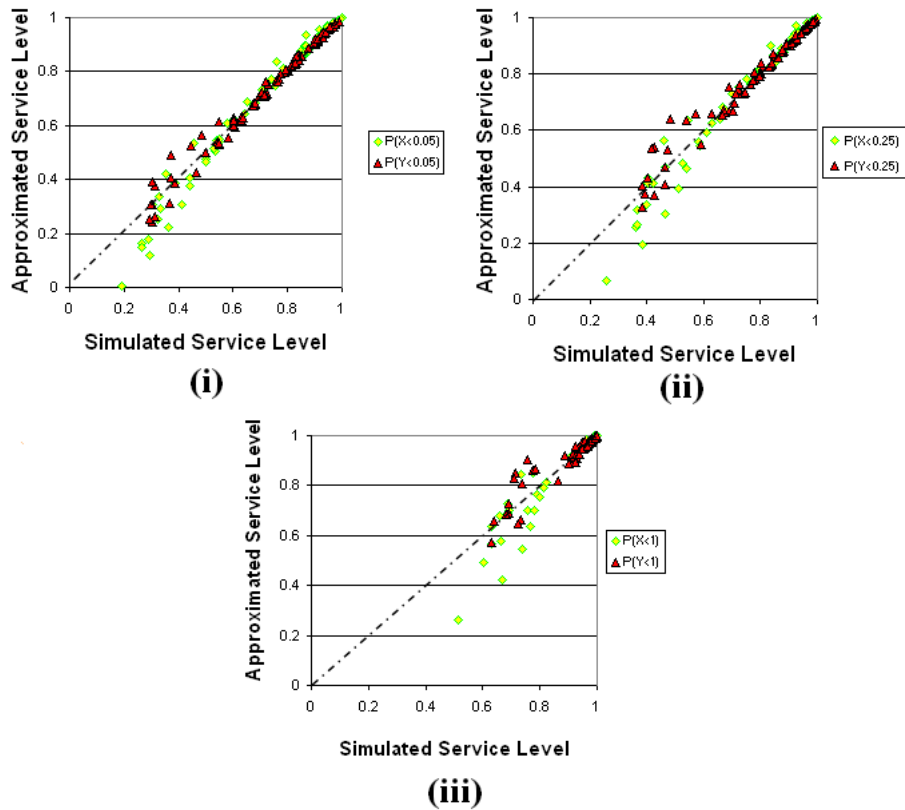 Approximated Service Level
1
0.8
0.6
0.4
0.2
0
0 0.2 0.4 0.6 0.8 1
Simulated Service Level
P(X<0.05)
P(Y<0.05)
(i)
Approximated Service Level
1
0.8
0.6
0.4
0.2
0
0 0.2 0.4 0.6 0.8 1
Simulated Service Level
P(X<0.25)
P(Y<0.25)
(ii)
Approximated Service Level
1
0.8
0.6
0.4
0.2
0
0 0.2 0.4 0.6 0.8 1
Simulated Service Level
P(X<1)
P(Y<1)
(iii)